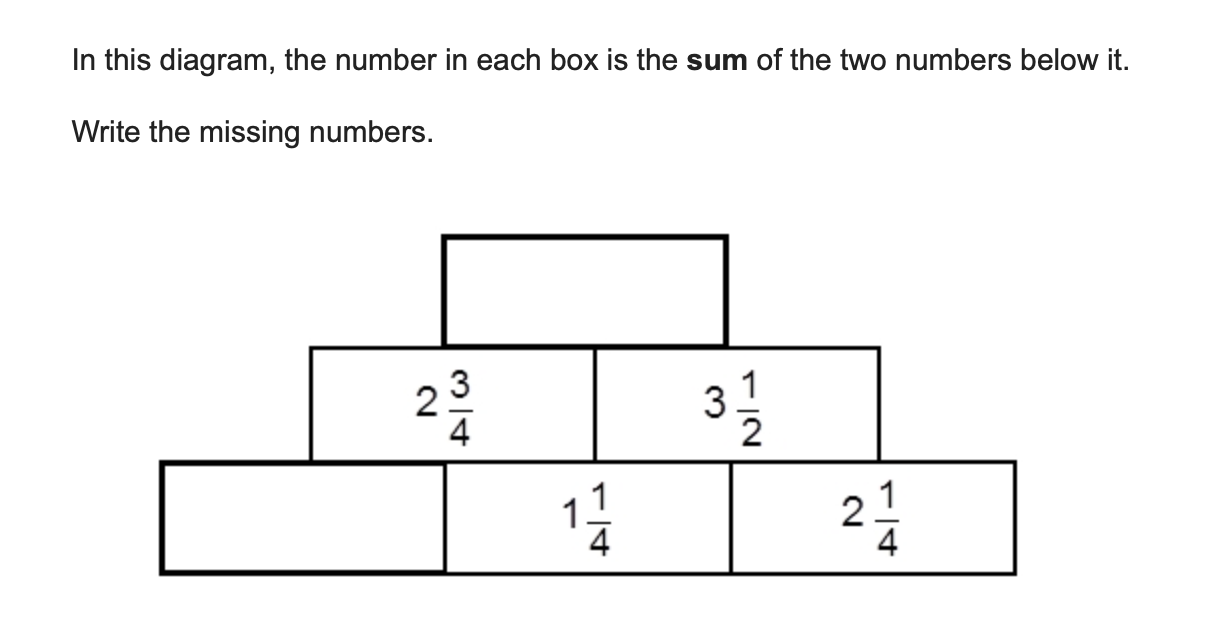 In this diagram, the number in each box is the sum of the two numbers below it.
Write the missing numbers.
2 3/4 3 1/2
1 1/4 2 1/4